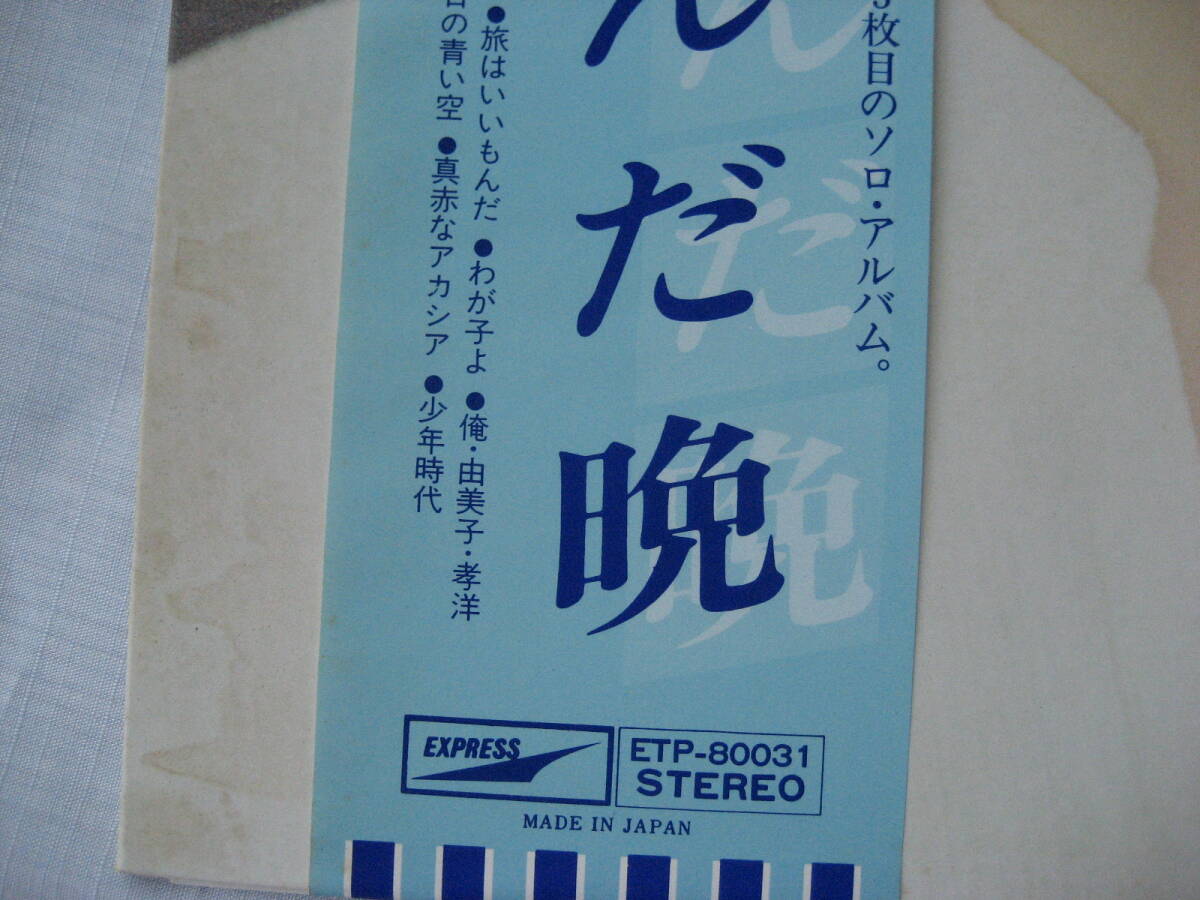 枚目のソロ・アルバム。
んだ晩
●旅はいいもんだ ●わが子よ ●俺・由美子・孝洋
の青い空 ●真赤なアカシア ●少年時代
EXPRESS
ETP-80031
STEREO
MADE IN JAPAN